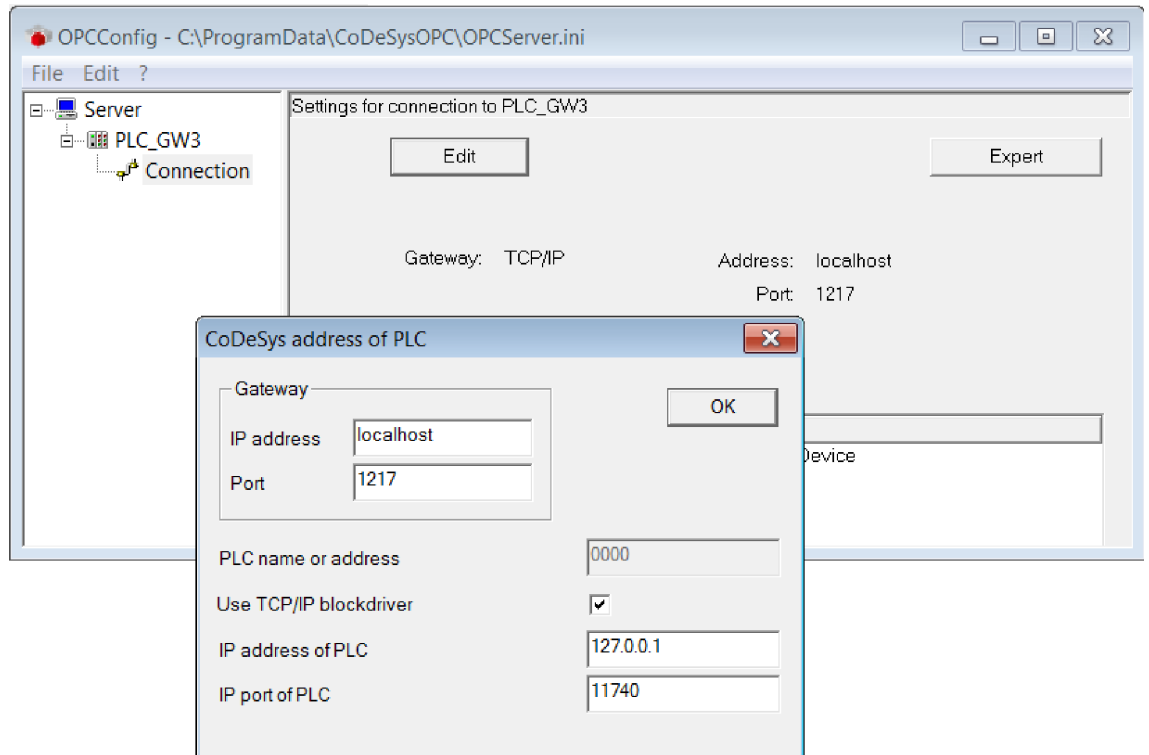 OPCConfig - C:\ProgramData\CoDeSysOPC\OPCServer.ini
File Edit ?
Server
PLC_GW3
Connection
Settings for connection to PLC_GW3
Edit
Expert
Gateway: TCP/IP
Address: localhost
Port: 1217
Device
CoDeSys address of PLC
Gateway
IP address localhost
Port 1217
OK
PLC name or address 0000
Use TCP/IP blockdriver
IP address of PLC 127.0.0.1
IP port of PLC 11740